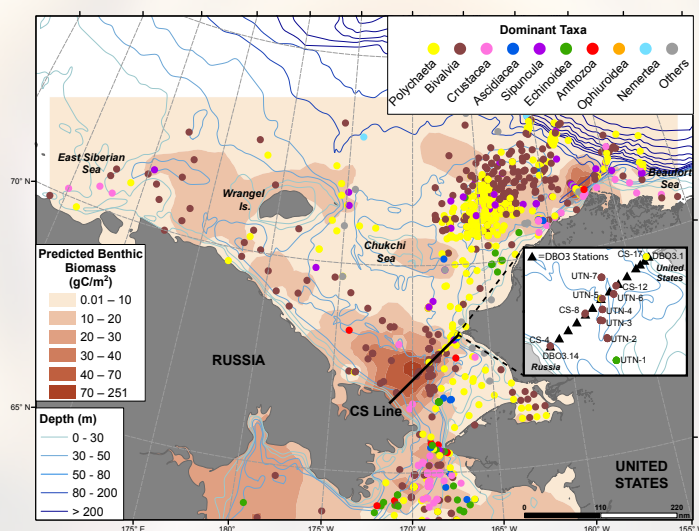 Dominant Taxa
Polychaeta
Bivalvia
Crustacea
Ascidiacea
Sipuncula
Echinoidea
Anthozoa
Ophiuroidea
Nemertea
Others
East Siberian
Sea
70°N
Wrangel
Is.
Chukchi
Sea
Beaufort
Sea
70°N
Predicted Benthic
Biomass
(gC/m²)
0.01 – 10
10 – 20
20 – 30
30 – 40
40 – 70
70 – 251
▲=DBO3 Stations
CS-17
DBO3.1
United
States
UTN-7
CS-12
UTN-5
UTN-6
CS-8
UTN-4
UTN-3
CS-4
UTN-2
DBO3.14
UTN-1
Russia
RUSSIA
CS Line
65°N
Depth (m)
0 - 30
30 - 50
50 - 80
80 - 200
> 200
UNITED
STATES
0 110 220
nm
175°E 180° 175°W 170°W 165°W 160°W